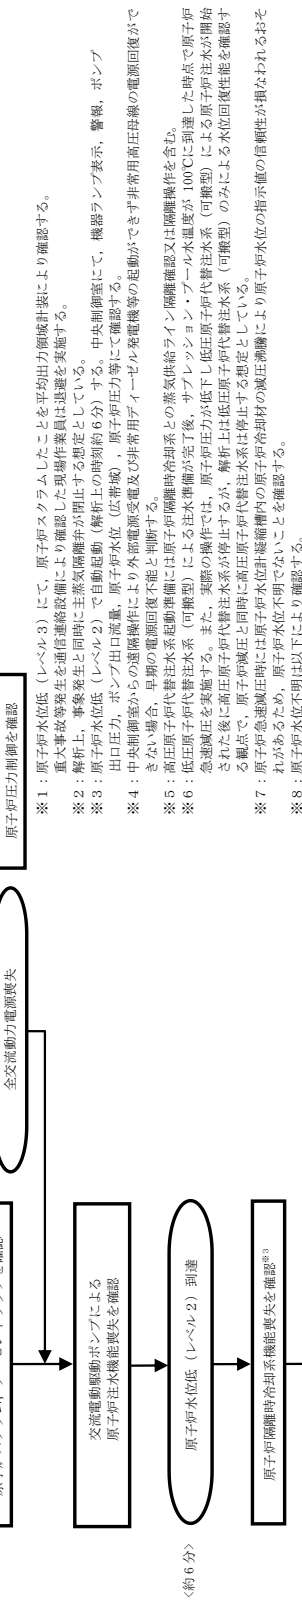 原子炉圧力制御を確認
全交流動力電源喪失
交流電動駆動ポンプによる
原子炉注水機能喪失を確認
〈約6分〉
原子炉水位低（レベル2）到達
原子炉隔離時冷却系機能喪失を確認※3
※1：原子炉水位低（レベル3）にて，原子炉スクラムしたことを平均出力領域計装により確認する。
重大事故等発生を通信連絡設備により確認した現場作業員は退避を実施する。
※2：解析上，事象発生と同時に主蒸気隔離弁が閉止する想定としている。
※3：原子炉水位低（レベル2）で自動起動（解析上の時刻約6分）する。中央制御室にて，機器ランプ表示，警報，ポンプ
出口圧力，ポンプ出口流量，原子炉水位（広帯域），原子炉圧力等にて確認する。
※4：中央制御室からの遠隔操作により外部電源受電及び非常用ディーゼル発電機等の起動ができず非常用高圧母線の電源回復がで
きない場合，早期の電源回復不能と判断する。
※5：高圧原子炉代替注水系起動準備には原子炉隔離時冷却系との蒸気供給ライン隔離確認又は隔離操作を含む。
※6：低圧原子炉代替注水系（可搬型）による注水準備が完了後，サプレッション・プール水温度が100℃に到達した時点で原子炉
急速減圧を実施する。また，実際の操作では，原子炉圧力が低下し低圧原子炉代替注水系（可搬型）による原子炉注水が開始
された後に高圧原子炉代替注水系が停止するが，解析上は低圧原子炉代替注水系（可搬型）のみによる水位回復性能を確認す
る観点で，原子炉減圧と同時に高圧原子炉代替注水系は停止する想定としている。
※7：原子炉急速減圧時には原子炉水位計凝縮槽内の原子炉冷却材の減圧沸騰により原子炉水位の指示値の信頼性が損なわれるおそ
れがあるため，原子炉水位不明でないことを確認する。
※8：原子炉水位不明は以下により確認する。